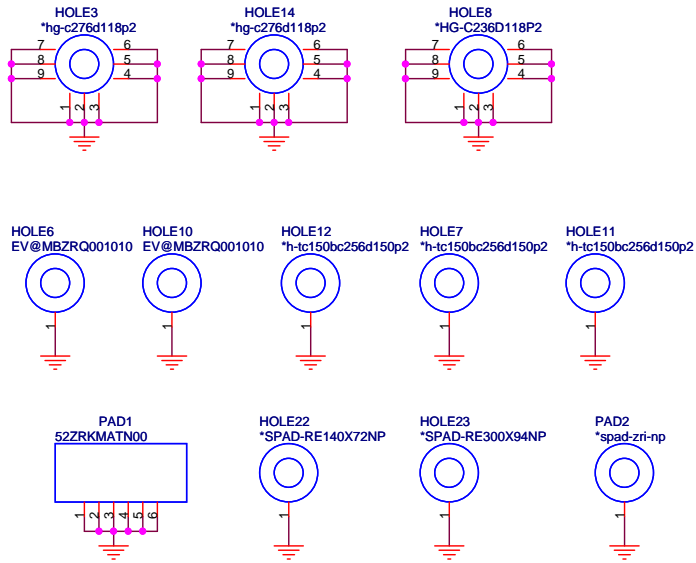 HOLE3
*hg-c276d118p2
7
8
9
6
5
4
1
2
3
HOLE14
*hg-c276d118p2
7
8
9
6
5
4
1
2
3
HOLE8
*HG-C236D118P2
7
8
9
6
5
4
1
2
3
HOLE6
EV@MBZRQ001010
1
HOLE10
EV@MBZRQ001010
1
HOLE12
*h-tc150bc256d150p2
1
HOLE7
*h-tc150bc256d150p2
1
HOLE11
*h-tc150bc256d150p2
1
PAD1
52ZRKMATN00
1
2
3
4
5
6
HOLE22
*SPAD-RE140X72NP
1
HOLE23
*SPAD-RE300X94NP
1
PAD2
*spad-zri-np
1